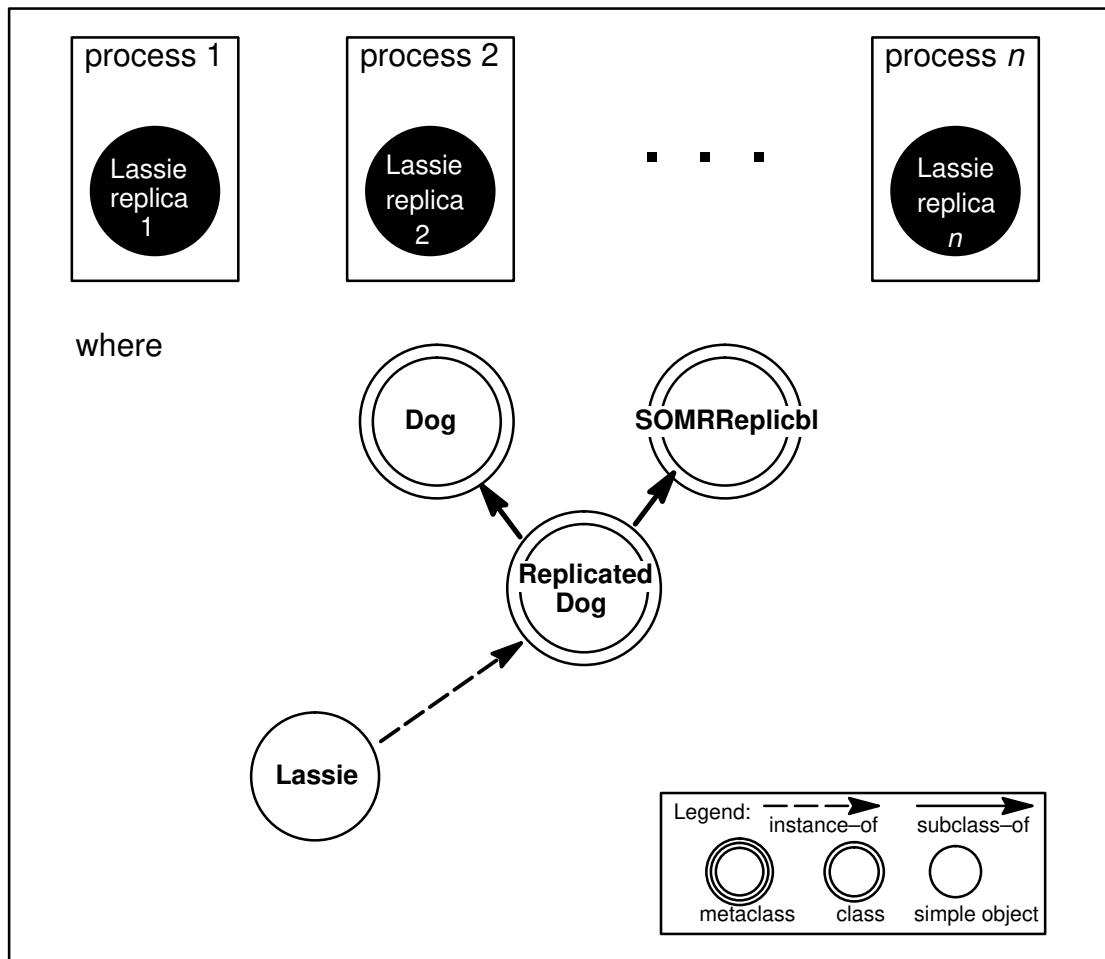 process 1
process 2
process n
Lassie
replica
1
Lassie
replica
2
. . .
Lassie
replica
n
where
Dog
SOMRReplicbl
Replicated
Dog
Lassie
Legend:
instance–of
subclass–of
metaclass
class
simple object